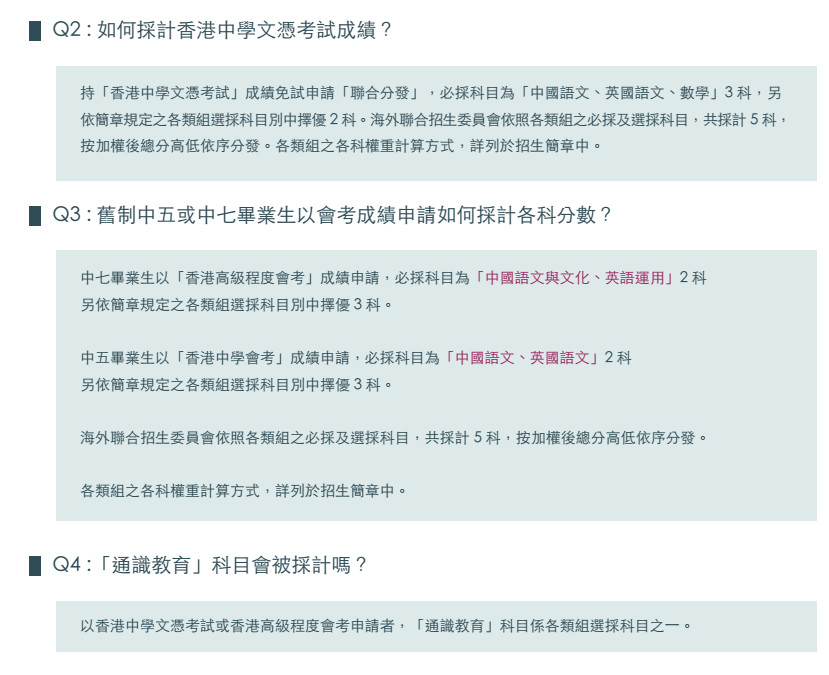 Q2 : 如何採計香港中學文憑考試成績？
持「香港中學文憑考試」成績免試申請「聯合分發」，必採科目為「中國語文、英國語文、數學」3 科，另
依簡章規定之各類組選採科目別中擇優 2 科。海外聯合招生委員會依照各類組之必採及選採科目，共採計 5 科，
按加權後總分高低依序分發。各類組之各科權重計算方式，詳列於招生簡章中。
Q3 : 舊制中五或中七畢業生以會考成績申請如何採計各科分數？
中七畢業生以「香港高級程度會考」成績申請，必採科目為「中國語文與文化、英語運用」2 科
另依簡章規定之各類組選採科目別中擇優 3 科。
中五畢業生以「香港中學會考」成績申請，必採科目為「中國語文、英國語文」2 科
另依簡章規定之各類組選採科目別中擇優 3 科。
海外聯合招生委員會依照各類組之必採及選採科目，共採計 5 科，按加權後總分高低依序分發。
各類組之各科權重計算方式，詳列於招生簡章中。
Q4 :「通識教育」科目會被採計嗎？
以香港中學文憑考試或香港高級程度會考申請者，「通識教育」科目係各類組選採科目之一。